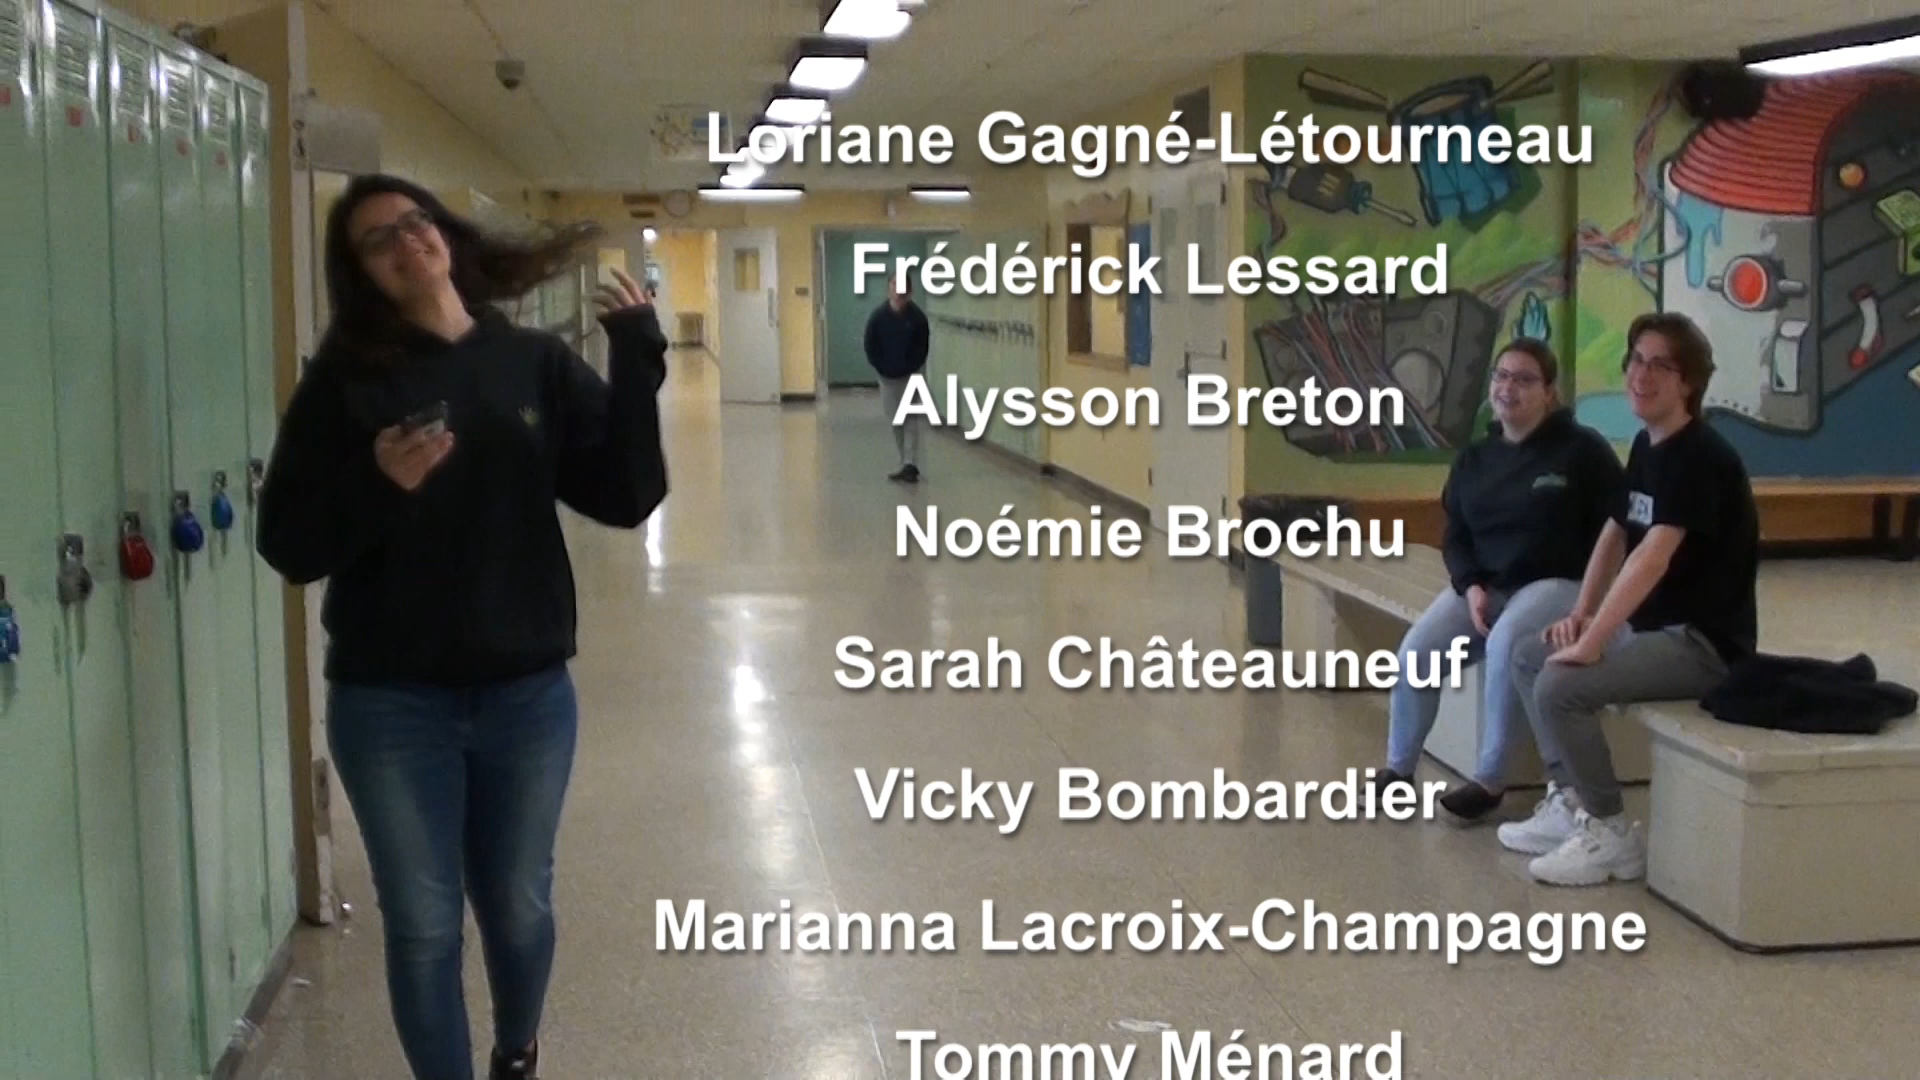 Loriane Gagné-Létourneau
Frédérick Lessard
Alysson Breton
Noémie Brochu
Sarah Châteauneuf
Vicky Bombardier
Marianna Lacroix-Champagne
Tommy Ménard